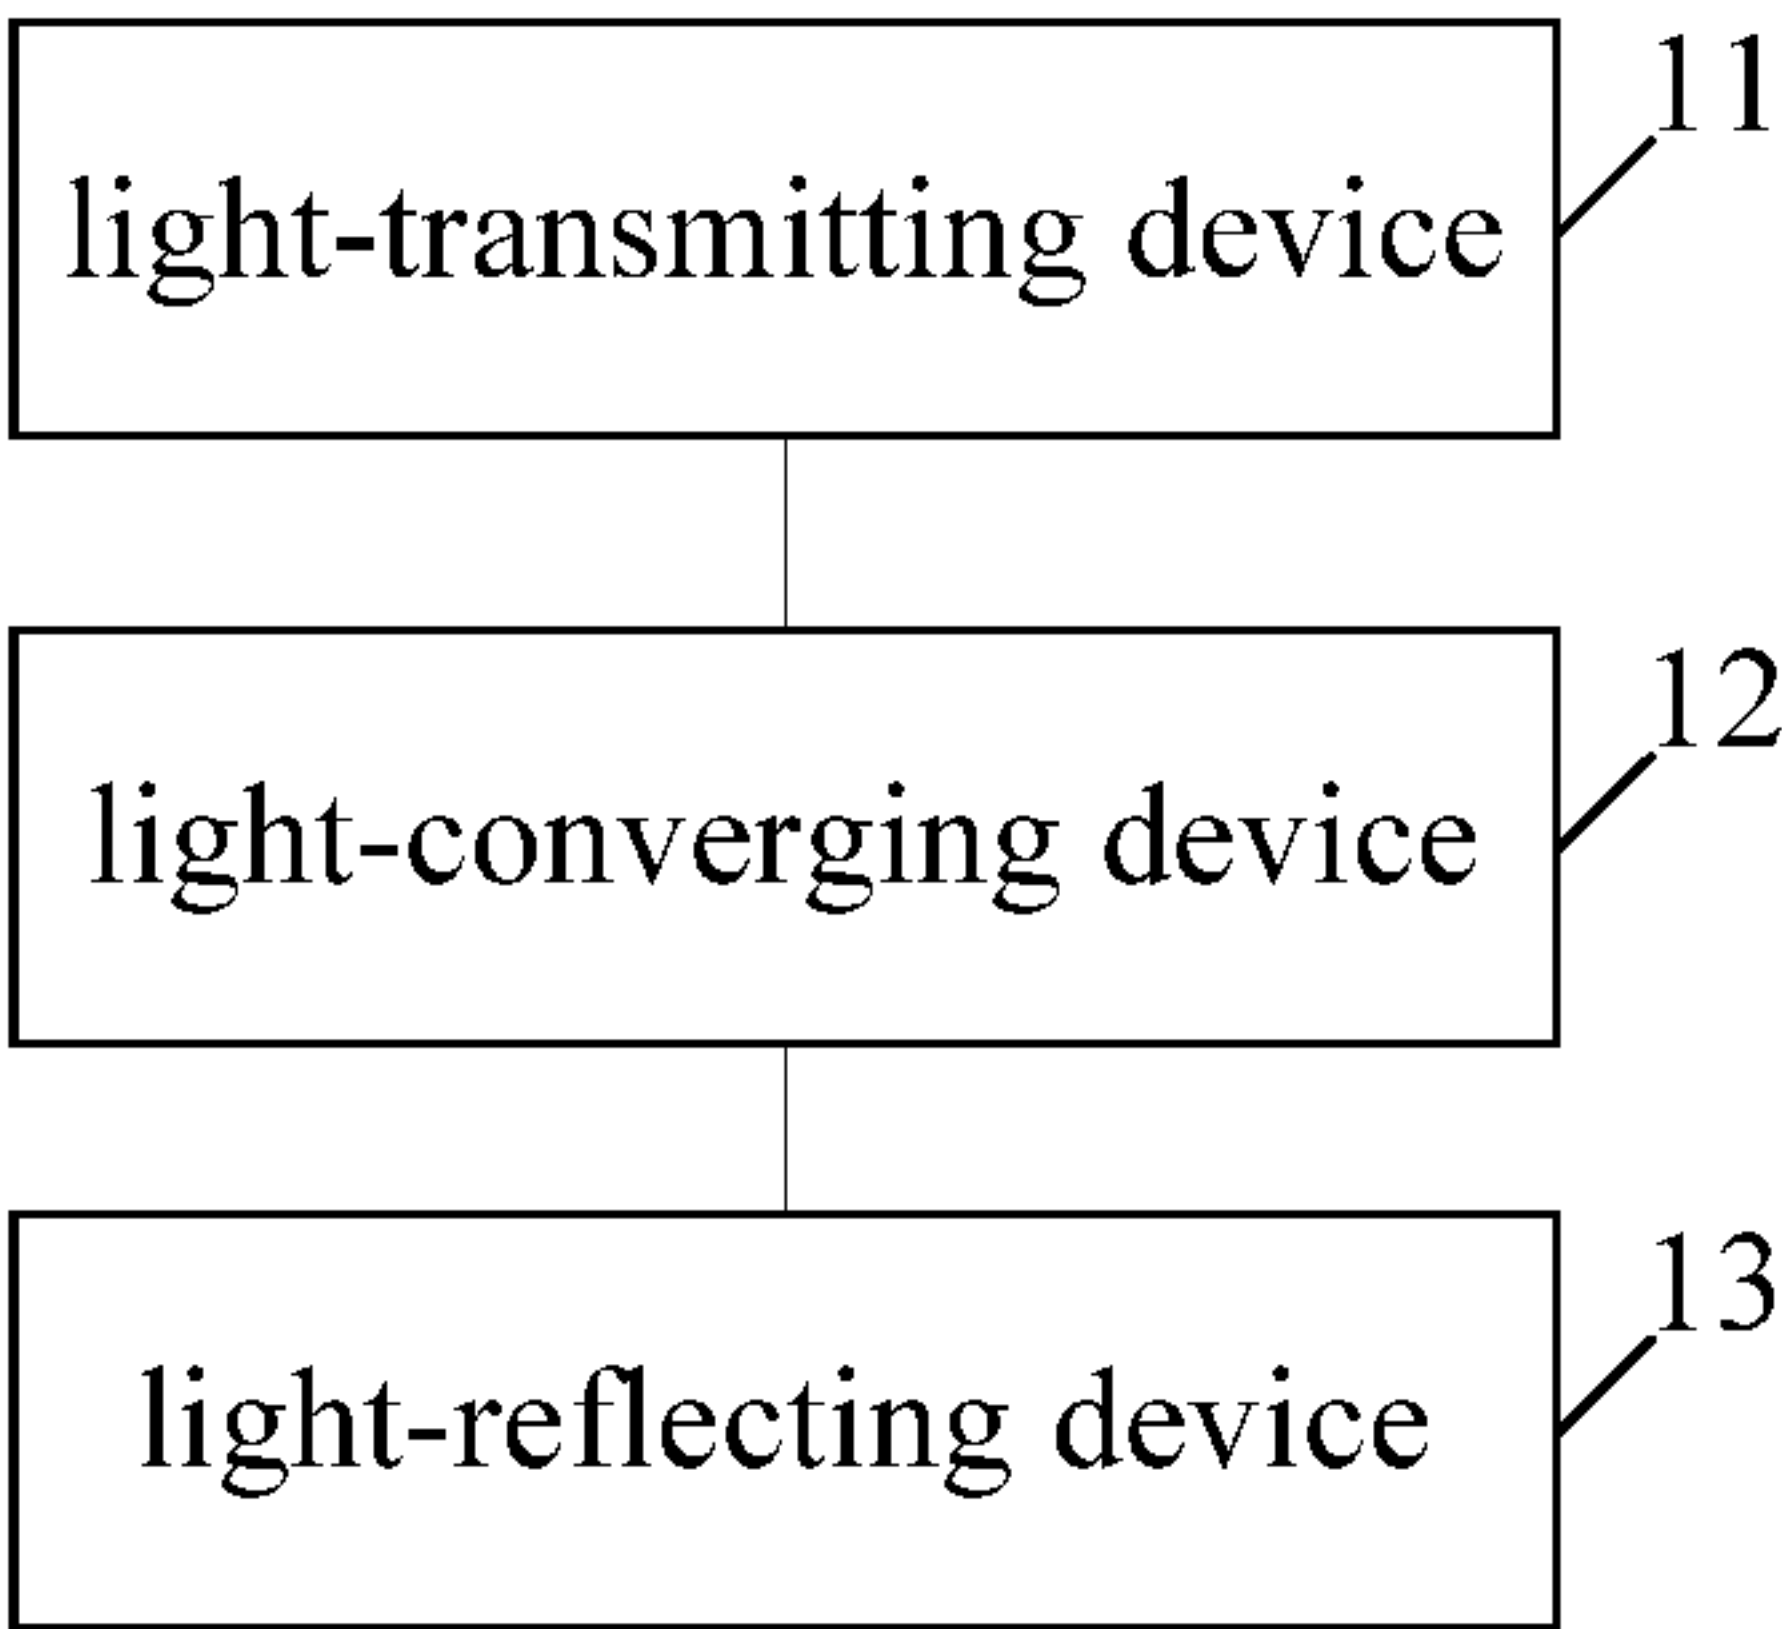 11
light-transmitting device
12
light-converging device
13
light-reflecting device